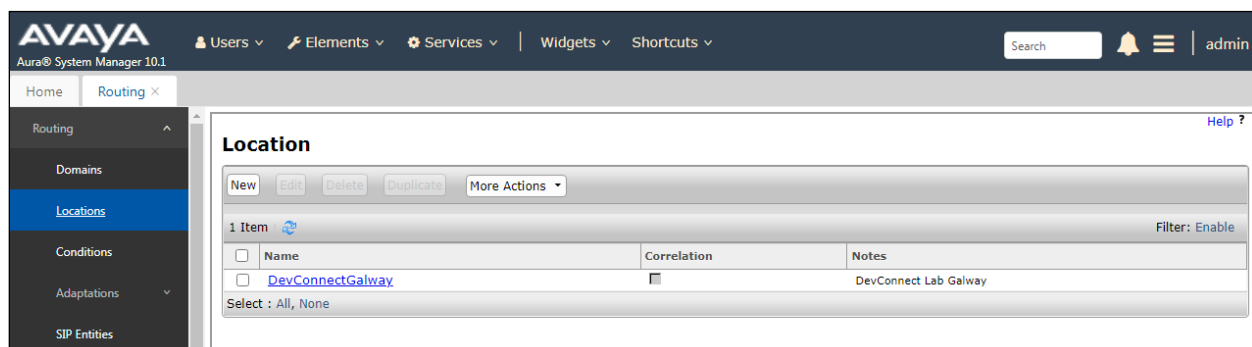 AVAYA
Aura® System Manager 10.1
Users Elements Services | Widgets Shortcuts Search | admin
Home Routing ×
Routing
Domains
Locations
Conditions
Adaptations
SIP Entities
Help ?
Location
New Edit Delete Duplicate More Actions
1 Item Filter: Enable
Name Correlation Notes
DevConnectGalway DevConnect Lab Galway
Select : All, None